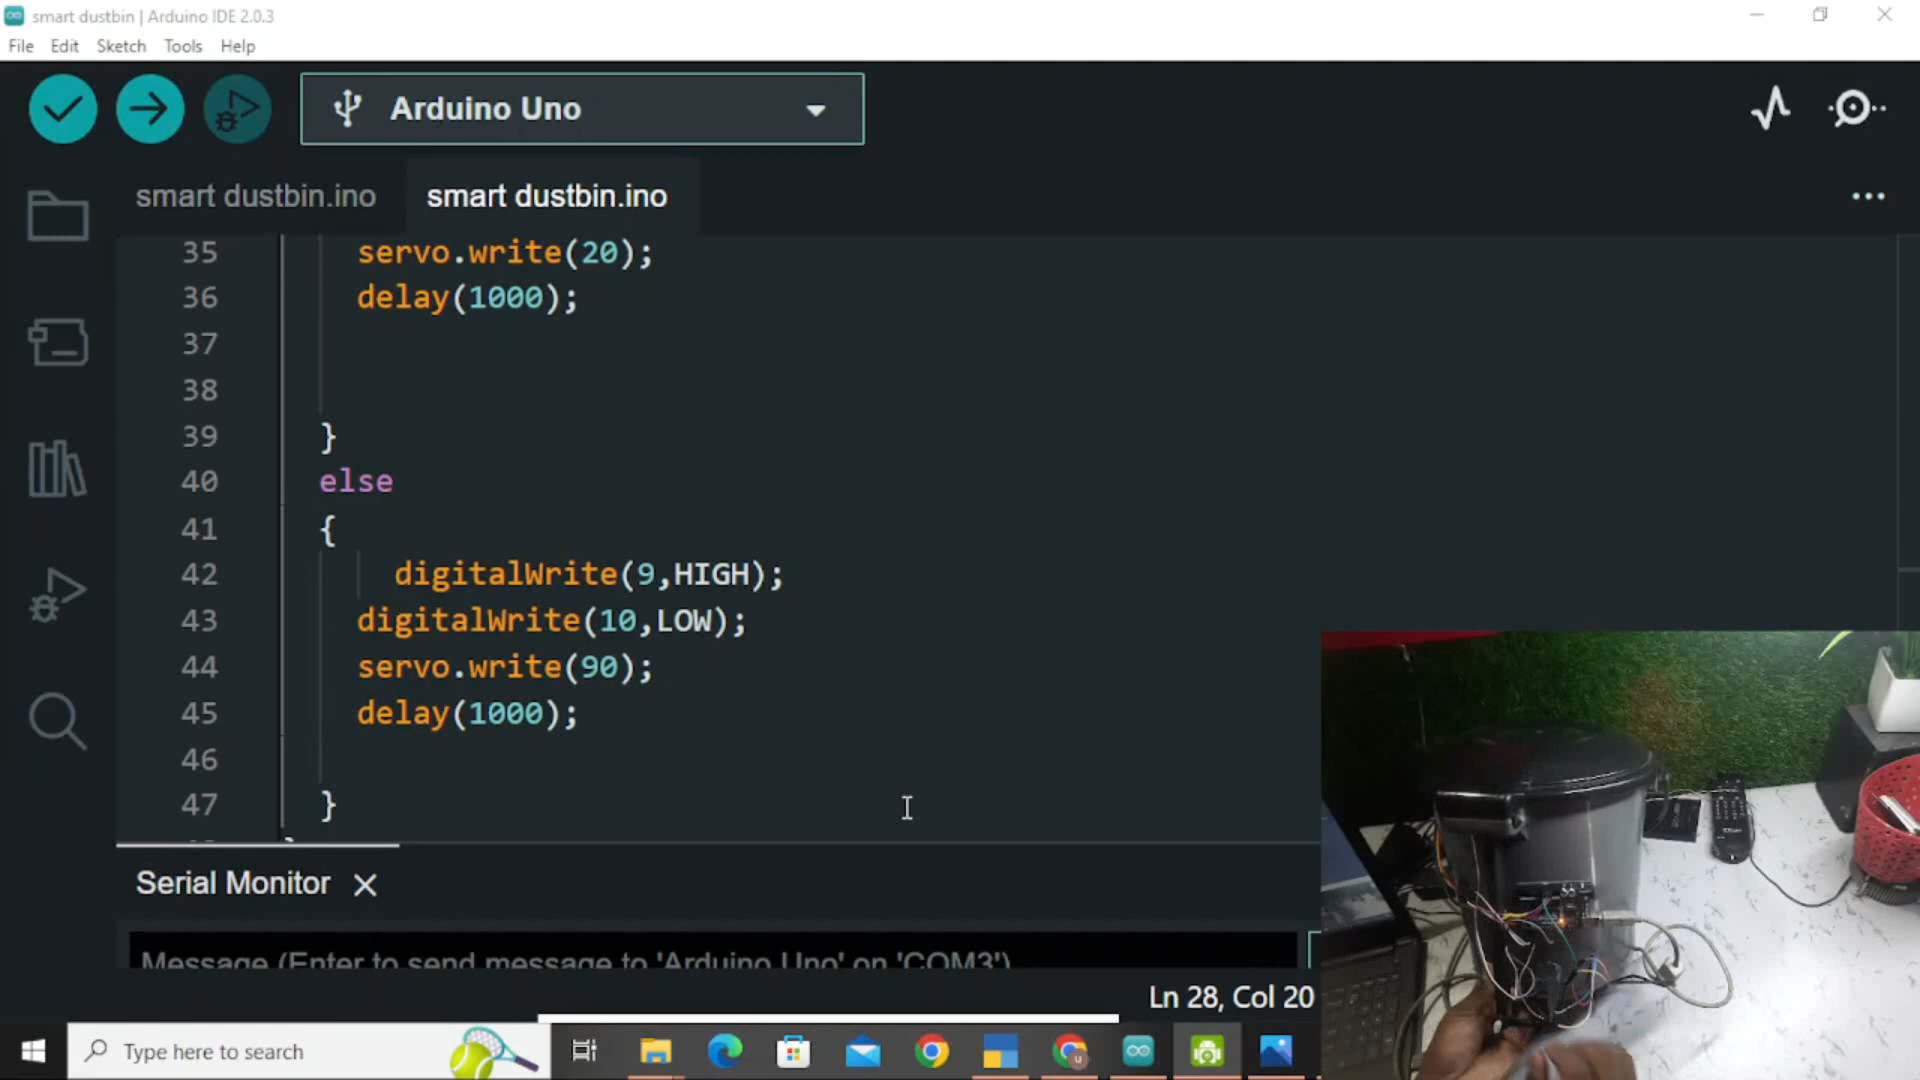 smart dustbin | Arduino IDE 2.0.3
File Edit Sketch Tools Help
Arduino Uno
smart dustbin.ino smart dustbin.ino
35 servo.write(20);
36 delay(1000);
37
38
39 }
40 else
41 {
42 digitalWrite(9,HIGH);
43 digitalWrite(10,LOW);
44 servo.write(90);
45 delay(1000);
46
47 }
Serial Monitor
Message (Enter to send message to 'Arduino Uno' on 'COM3')
Ln 28, Col 20
Type here to search